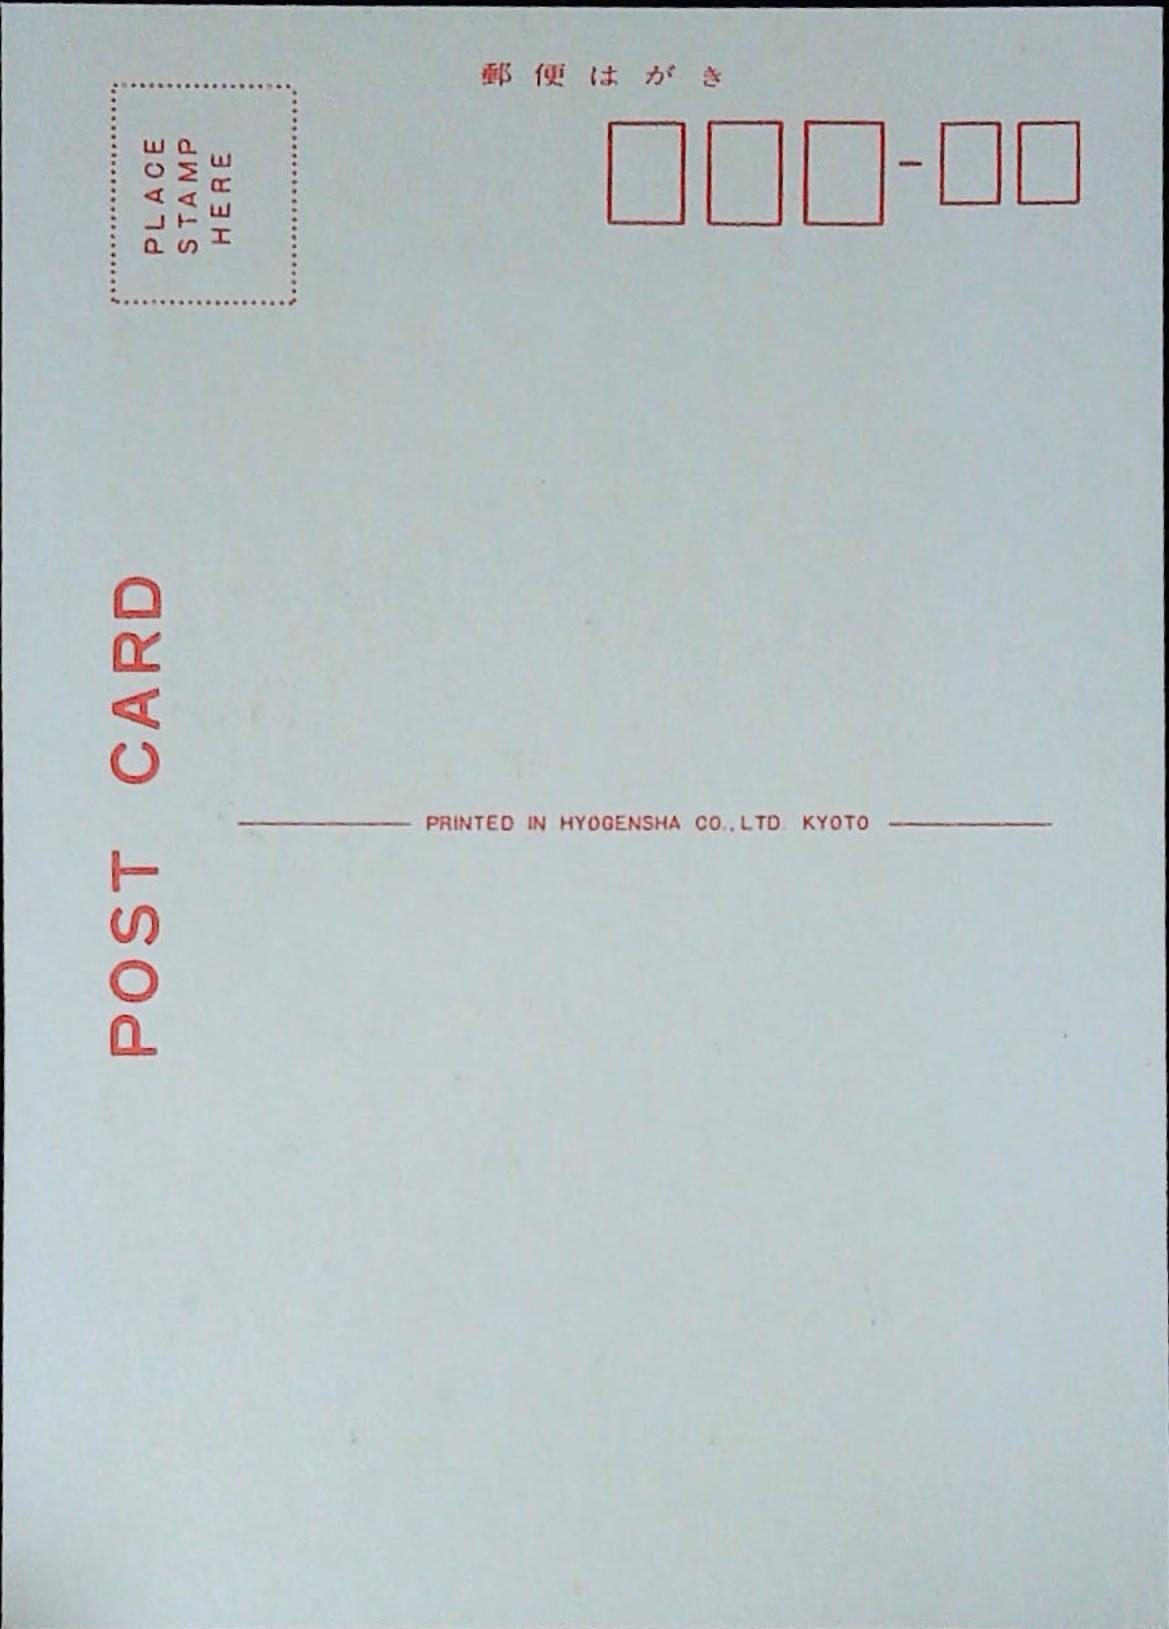 郵便はがき
PLACE
STAMP
HERE
POST CARD
PRINTED IN HYOGENSHA CO.,LTD. KYOTO